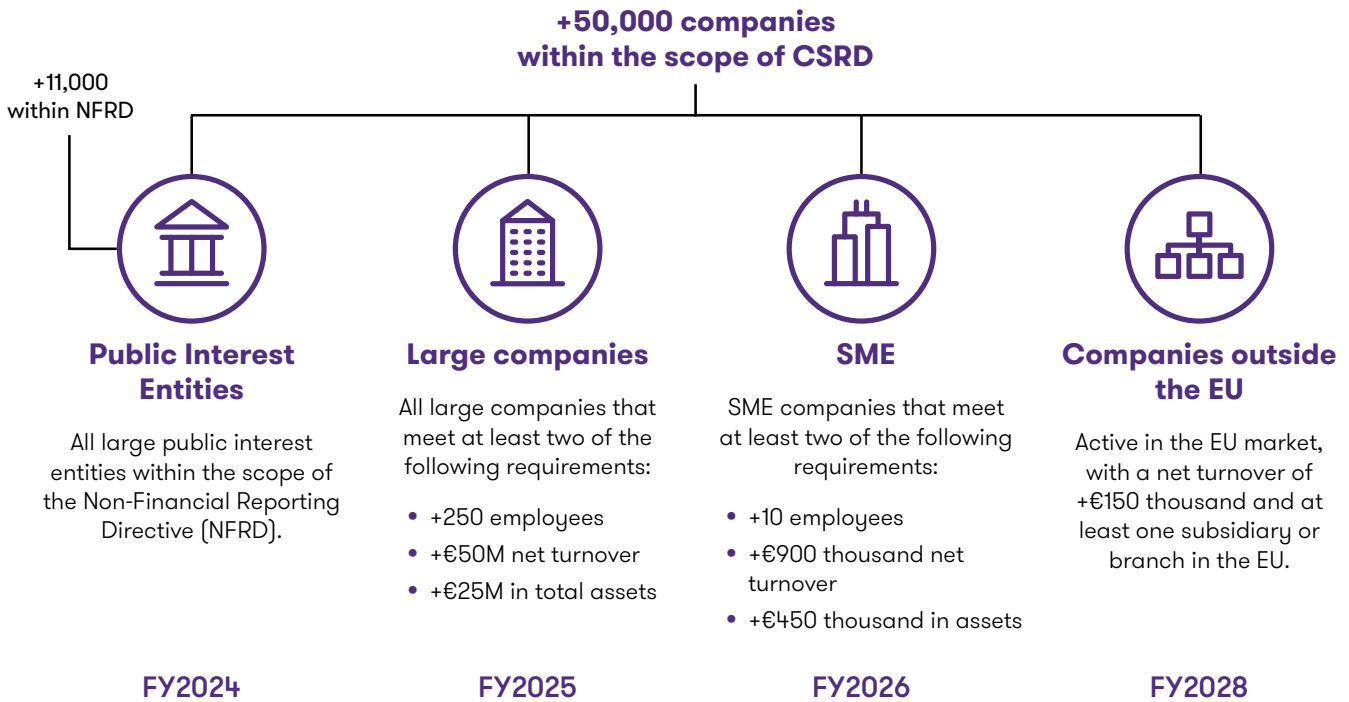 +50,000 companies
within the scope of CSRD
+11,000
within NFRD
Public Interest
Entities
All large public interest
entities within the scope of
the Non-Financial Reporting
Directive (NFRD).
FY2024
Large companies
All large companies that
meet at least two of the
following requirements:
• +250 employees
• +€50M net turnover
• +€25M in total assets
FY2025
SME
SME companies that meet
at least two of the following
requirements:
• +10 employees
• +€900 thousand net
turnover
• +€450 thousand in assets
FY2026
Companies outside
the EU
Active in the EU market,
with a net turnover of
+€150 thousand and at
least one subsidiary or
branch in the EU.
FY2028